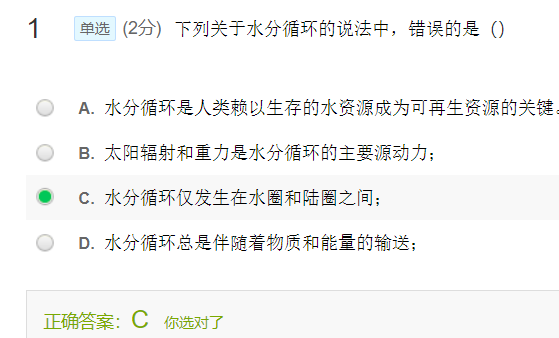 1 单选 (2分) 下列关于水分循环的说法中，错误的是（）
A. 水分循环是人类赖以生存的水资源成为可再生资源的关键
B. 太阳辐射和重力是水分循环的主要源动力；
C. 水分循环仅发生在水圈和陆圈之间；
D. 水分循环总是伴随着物质和能量的输送；
正确答案：C 你选对了